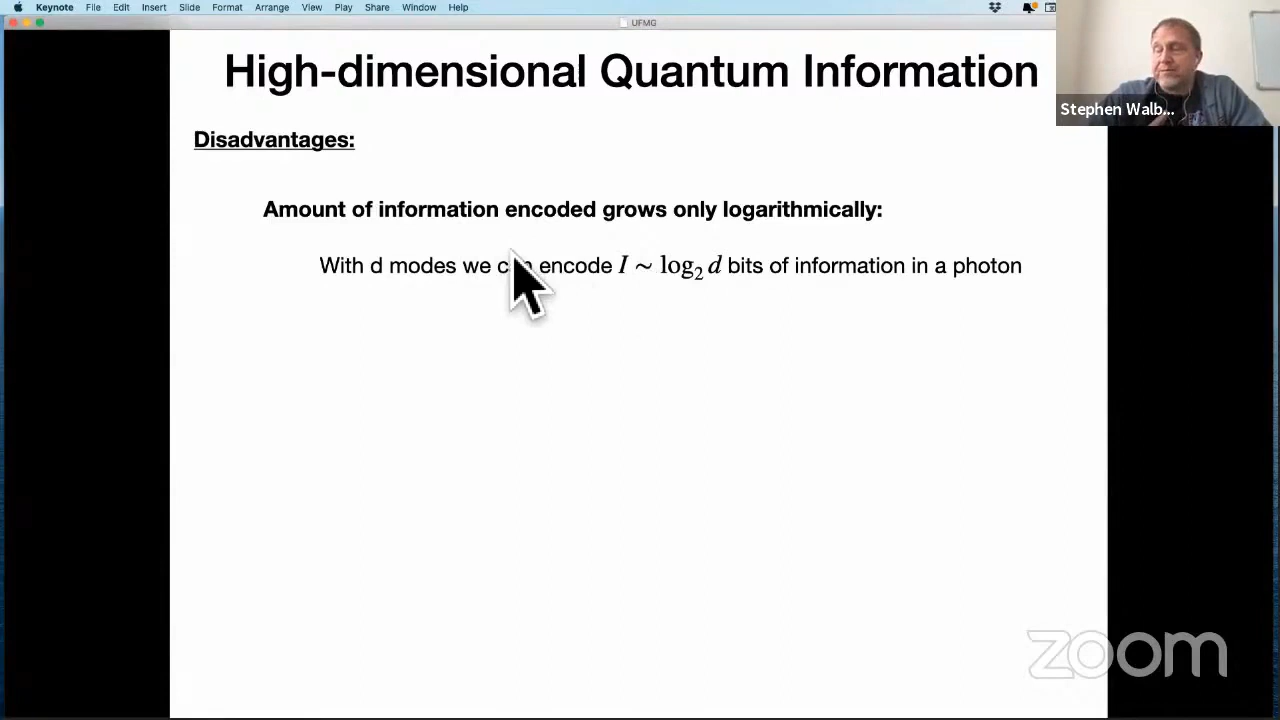 Keynote File Edit Insert Slide Format Arrange View Play Share Window Help
UFMG
High-dimensional Quantum Information
Stephen Walb...
Disadvantages:
Amount of information encoded grows only logarithmically:
With d modes we can encode I ~ log₂ d bits of information in a photon
zoom